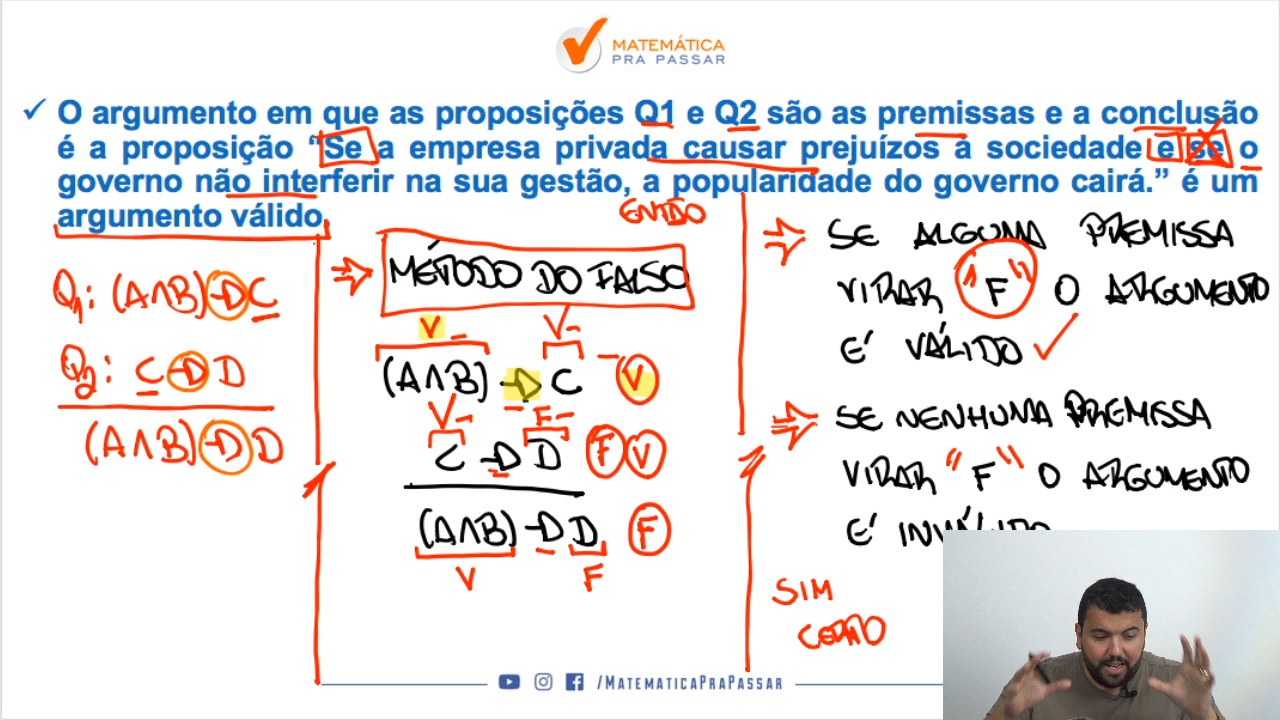 MATEMÁTICA
PRA PASSAR
✓ O argumento em que as proposições Q1 e Q2 são as premissas e a conclusão
é a proposição “Se a empresa privada causar prejuízos à sociedade e se o
governo não interferir na sua gestão, a popularidade do governo cairá.” é um
argumento válido.
ENTÃO
Q1: (A∧B)→C
Q2: C→D
(A∧B)→D
⇒ MÉTODO DO FALSO
V V
(A∧B)→C V
V F
C→D F V
(A∧B)→D F
V F
⇒ SE ALGUMA PREMISSA
VIRAR "F" O ARGUMENTO
É VÁLIDO ✓
⇒ SE NENHUMA PREMISSA
VIRAR "F" O ARGUMENTO
É INVÁLIDO
SIM
CERTO
/MATEMATICAPRAPASSAR